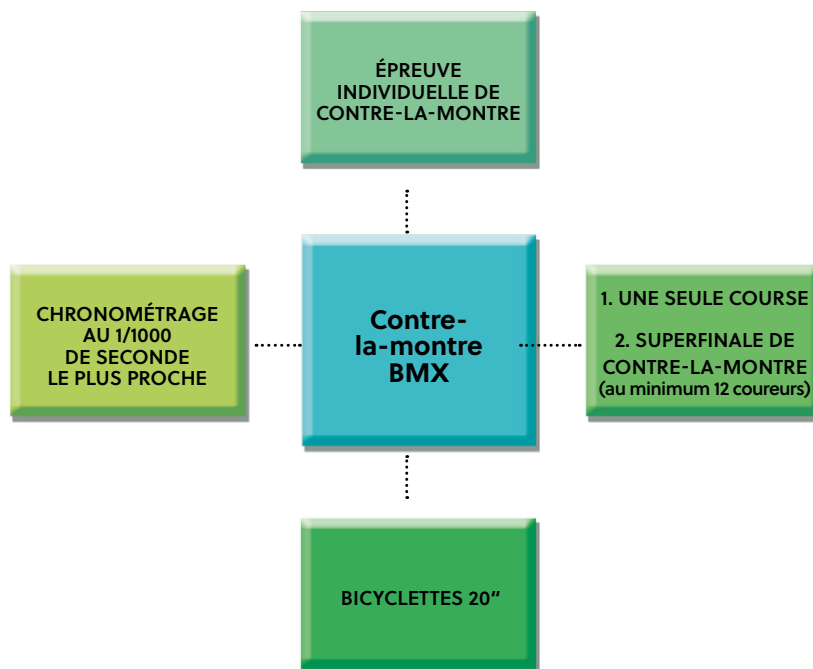 ÉPREUVE
INDIVIDUELLE DE
CONTRE-LA-MONTRE
CHRONOMÉTRAGE
AU 1/1000
DE SECONDE
LE PLUS PROCHE
Contre-
la-montre
BMX
1. UNE SEULE COURSE
2. SUPERFINALE DE
CONTRE-LA-MONTRE
(au minimum 12 coureurs)
BICYCLETTES 20“